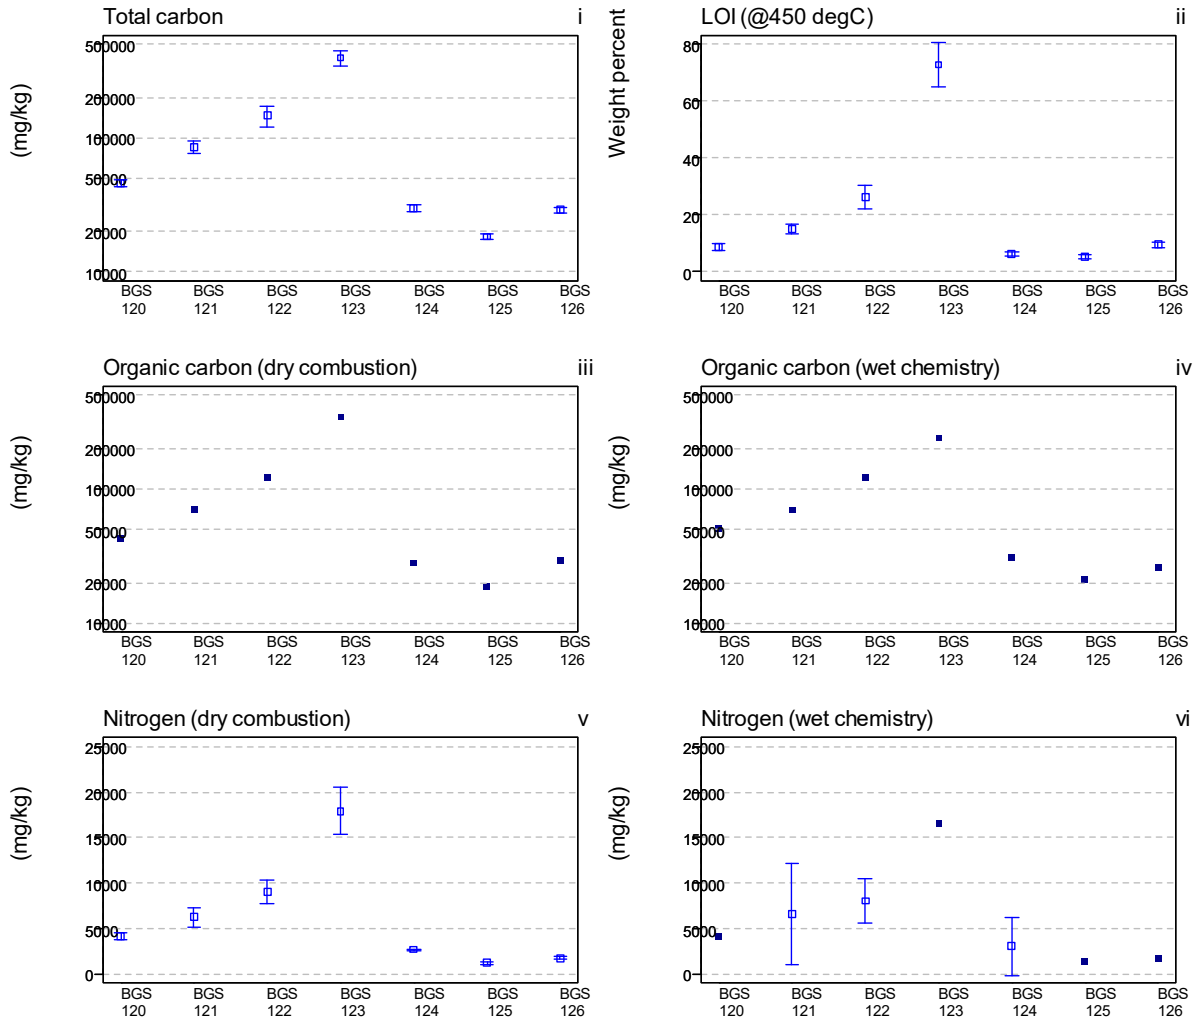 Total carbon i
(mg/kg)
500000
200000
100000
50000
20000
10000
BGS BGS BGS BGS BGS BGS BGS
120 121 122 123 124 125 126
LOI (@450 degC) ii
Weight percent
80
60
40
20
0
BGS BGS BGS BGS BGS BGS BGS
120 121 122 123 124 125 126
Organic carbon (dry combustion) iii
(mg/kg)
500000
200000
100000
50000
20000
10000
BGS BGS BGS BGS BGS BGS BGS
120 121 122 123 124 125 126
Organic carbon (wet chemistry) iv
(mg/kg)
500000
200000
100000
50000
20000
10000
BGS BGS BGS BGS BGS BGS BGS
120 121 122 123 124 125 126
Nitrogen (dry combustion) v
(mg/kg)
25000
20000
15000
10000
5000
0
BGS BGS BGS BGS BGS BGS BGS
120 121 122 123 124 125 126
Nitrogen (wet chemistry) vi
(mg/kg)
25000
20000
15000
10000
5000
0
BGS BGS BGS BGS BGS BGS BGS
120 121 122 123 124 125 126